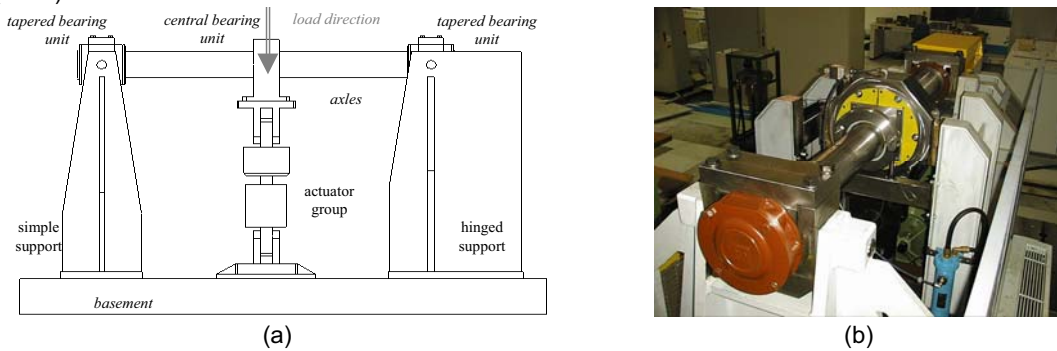 tapered bearing
unit
central bearing
unit
load direction
tapered bearing
unit
axles
actuator
group
simple
support
hinged
support
basement
(a)
(b)